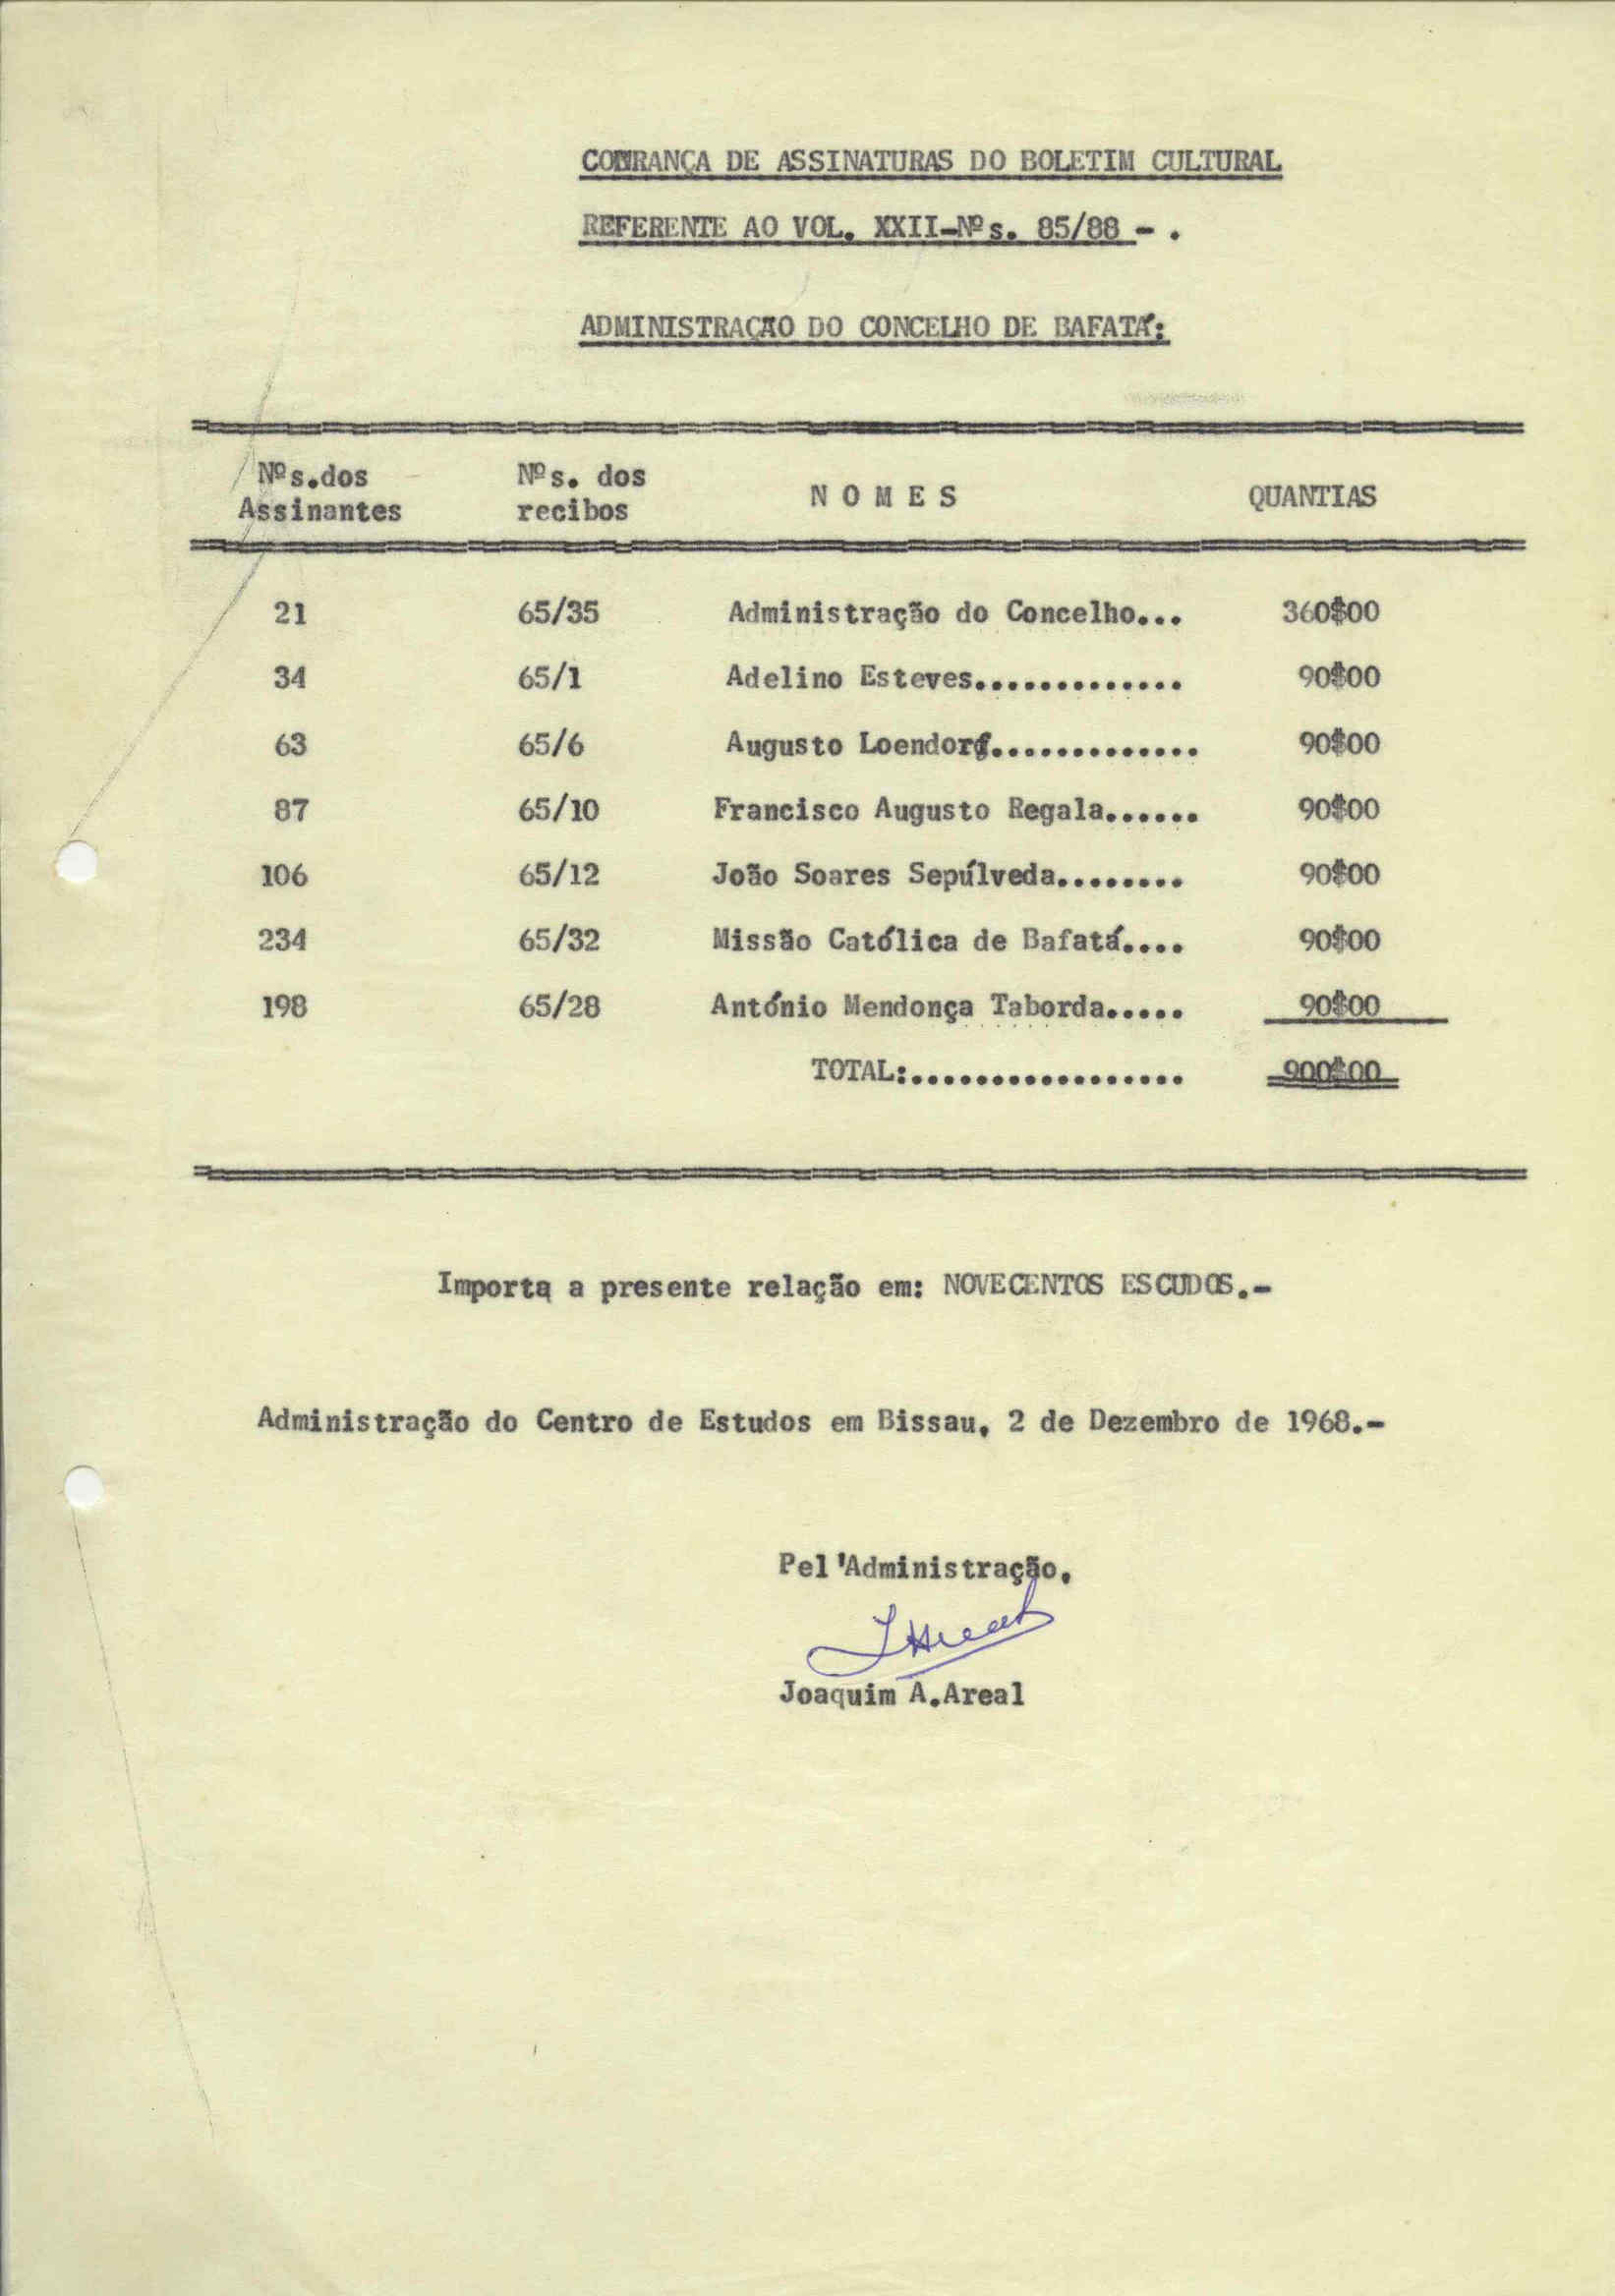 COBRANÇA DE ASSINATURAS DO BOLETIM CULTURAL
REFERENTE AO VOL. XXII-Nºs. 85/88 - .
ADMINISTRAÇÃO DO CONCELHO DE BAFATÁ:
Nºs.dos Assinantes Nºs. dos recibos N O M E S QUANTIAS
21 65/35 Administração do Concelho... 360$00
34 65/1 Adelino Esteves............. 90$00
63 65/6 Augusto Loendorf............. 90$00
87 65/10 Francisco Augusto Regala...... 90$00
106 65/12 João Soares Sepúlveda........ 90$00
234 65/32 Missão Católica de Bafatá.... 90$00
198 65/28 António Mendonça Taborda..... 90$00
TOTAL:................. 900$00
Importa a presente relação em: NOVECENTOS ESCUDOS.-
Administração do Centro de Estudos em Bissau, 2 de Dezembro de 1968.-
Pel'Administração,
JAreal
Joaquim A.Areal